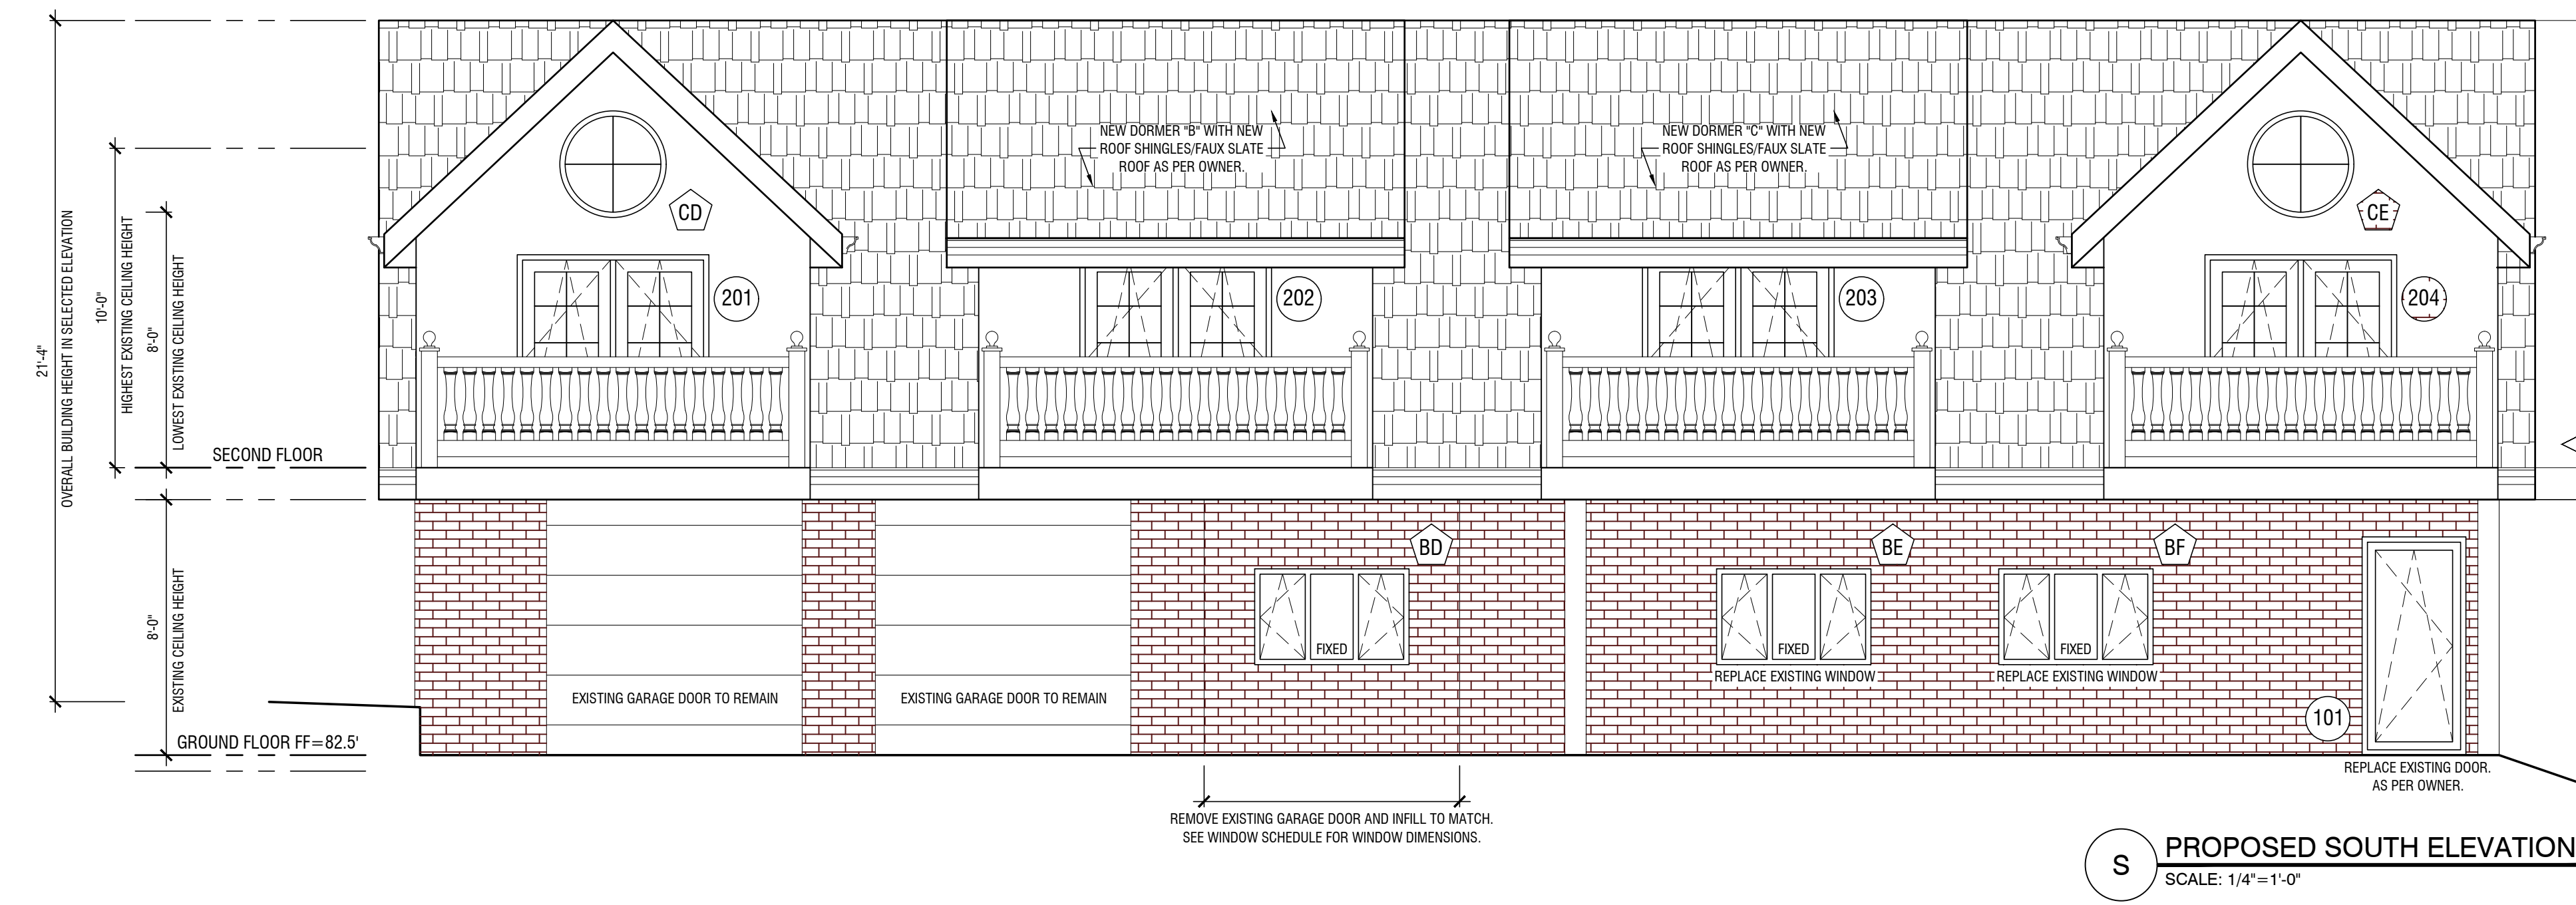 21'-4"
OVERALL BUILDING HEIGHT IN SELECTED ELEVATION
10'-0"
HIGHEST EXISTING CEILING HEIGHT
8'-0"
LOWEST EXISTING CEILING HEIGHT
SECOND FLOOR
8'-0"
EXISTING CEILING HEIGHT
GROUND FLOOR FF=82.5'
CD
201
NEW DORMER "B" WITH NEW
ROOF SHINGLES/FAUX SLATE
ROOF AS PER OWNER.
202
NEW DORMER "C" WITH NEW
ROOF SHINGLES/FAUX SLATE
ROOF AS PER OWNER.
203
CE
204
EXISTING GARAGE DOOR TO REMAIN
EXISTING GARAGE DOOR TO REMAIN
BD
FIXED
BE
FIXED
REPLACE EXISTING WINDOW
BF
FIXED
REPLACE EXISTING WINDOW
101
REPLACE EXISTING DOOR.
AS PER OWNER.
REMOVE EXISTING GARAGE DOOR AND INFILL TO MATCH.
SEE WINDOW SCHEDULE FOR WINDOW DIMENSIONS.
S
PROPOSED SOUTH ELEVATION
SCALE: 1/4"=1'-0"